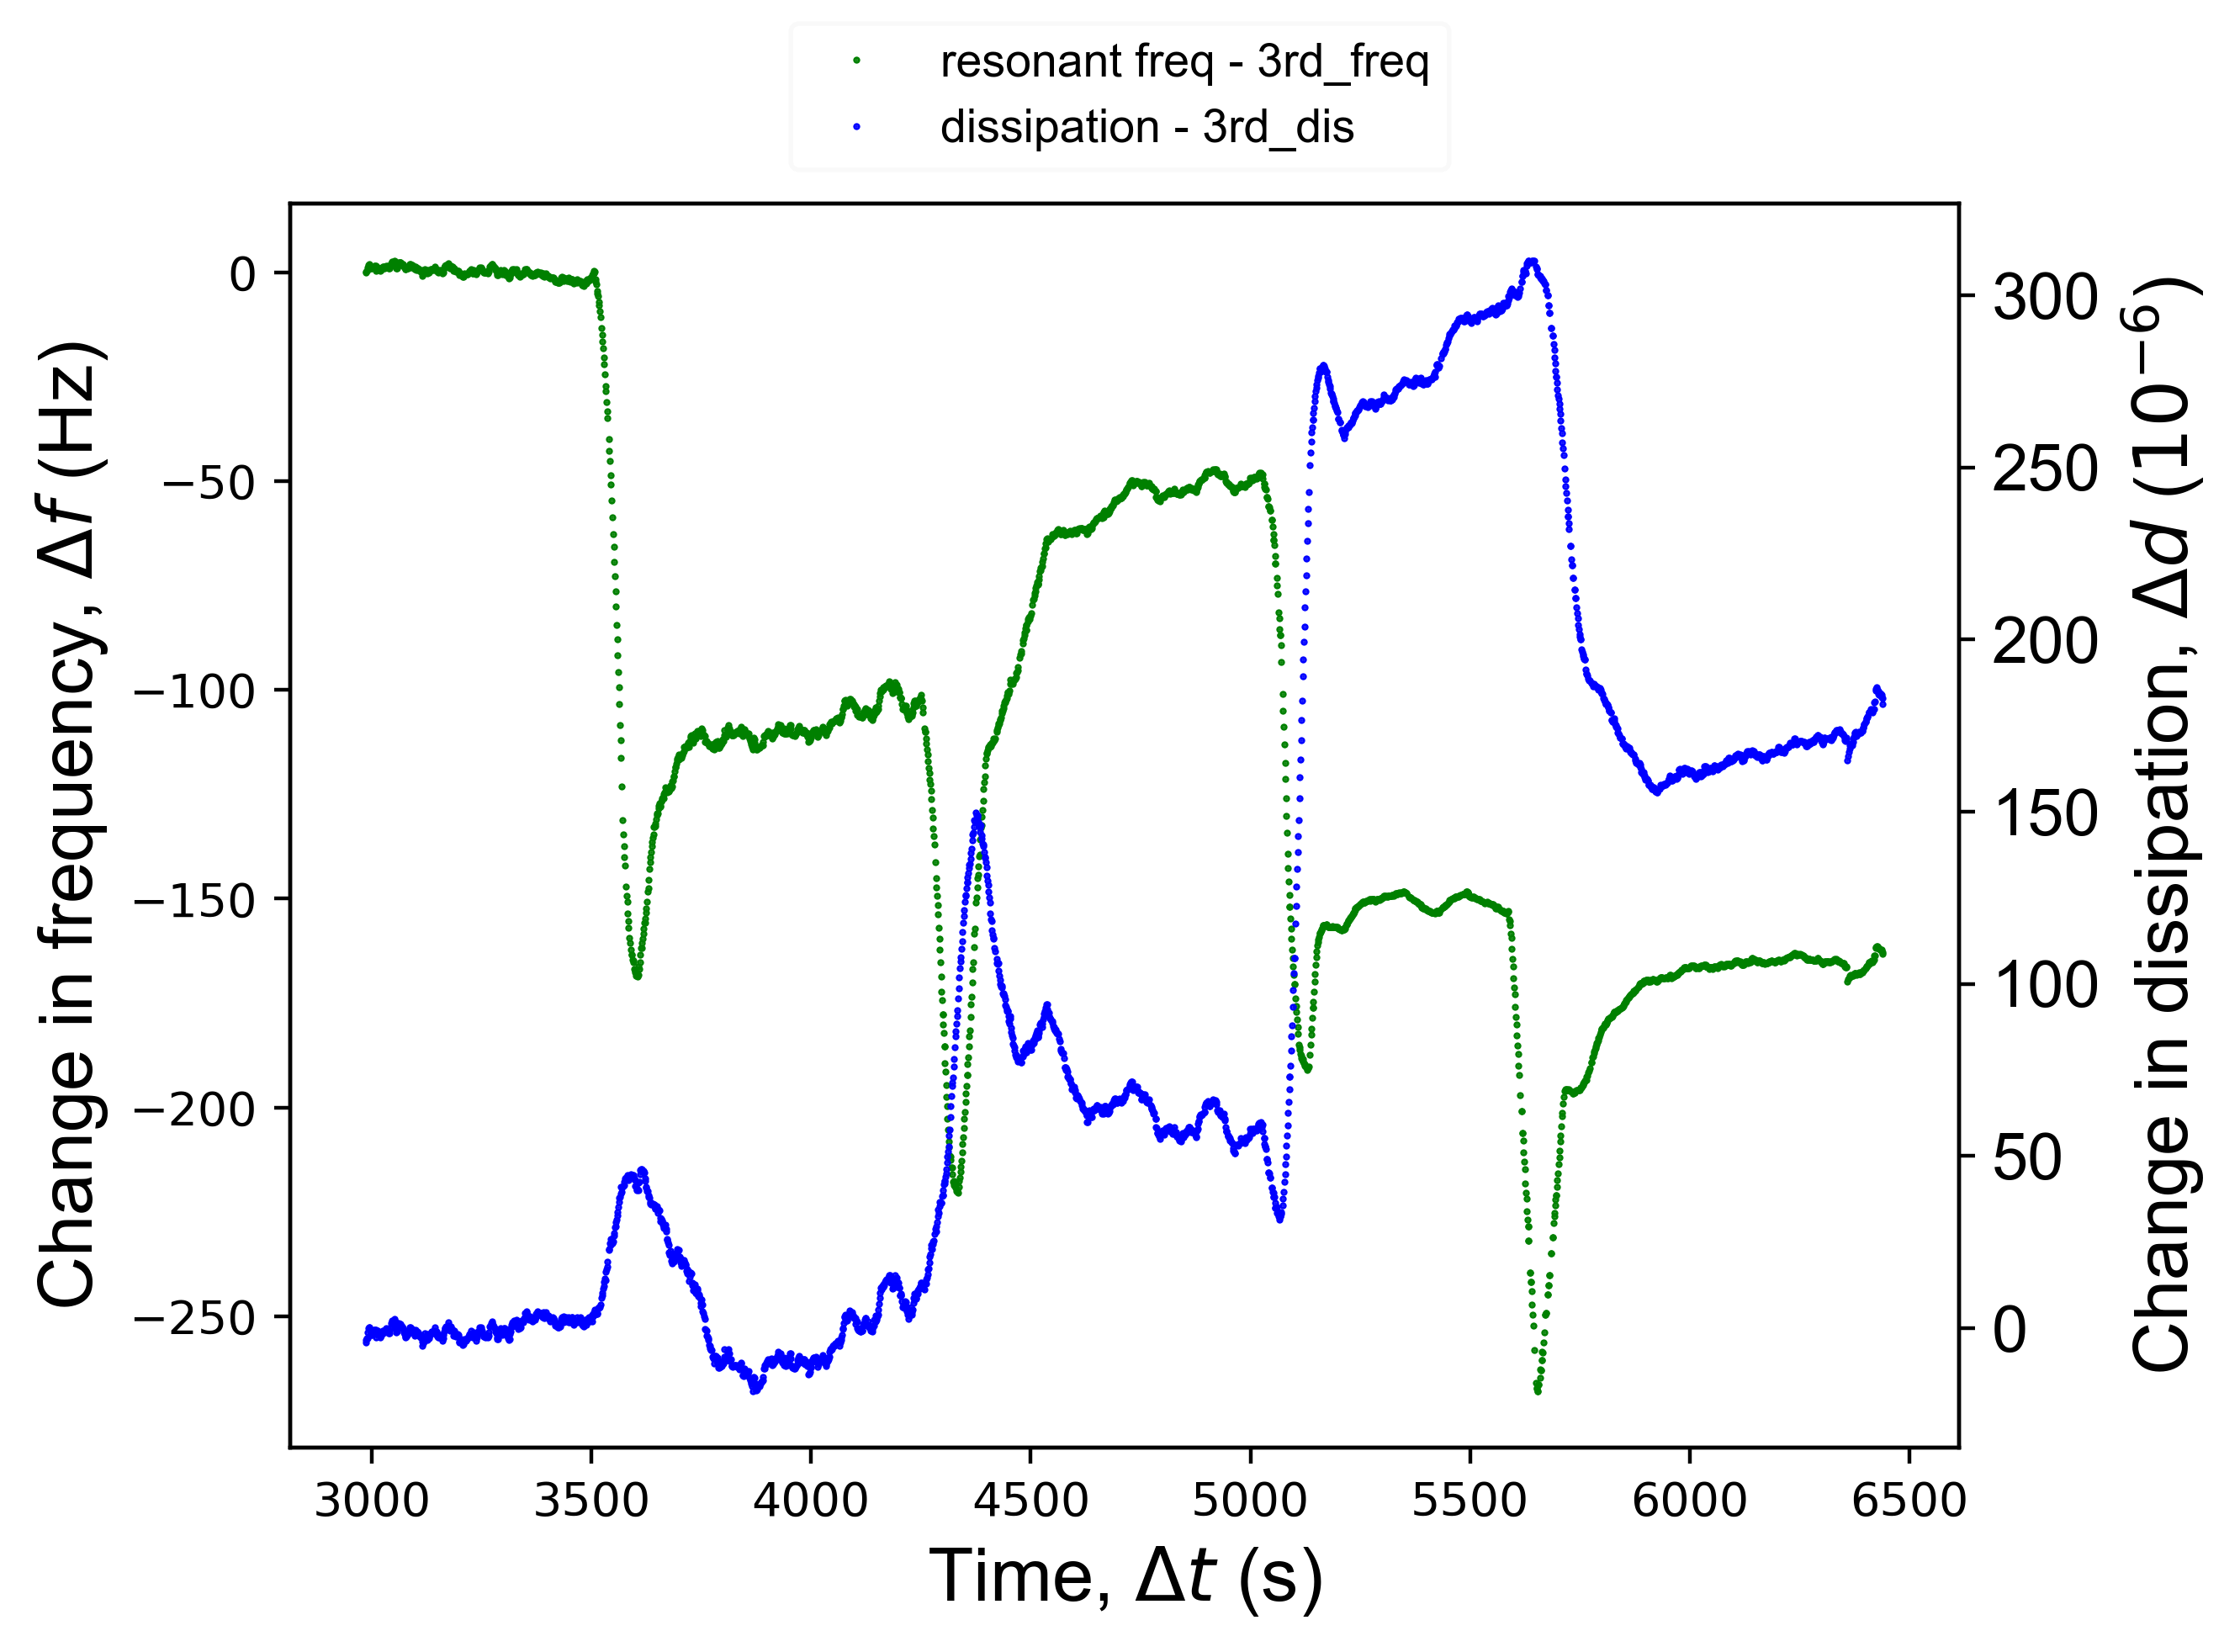 resonant freq - 3rd_freq
dissipation - 3rd_dis
Change in frequency, Δf (Hz)
0
−50
−100
−150
−200
−250
300
250
200
150
100
50
0
Change in dissipation, Δd (10⁻⁶)
3000 3500 4000 4500 5000 5500 6000 6500
Time, Δt (s)